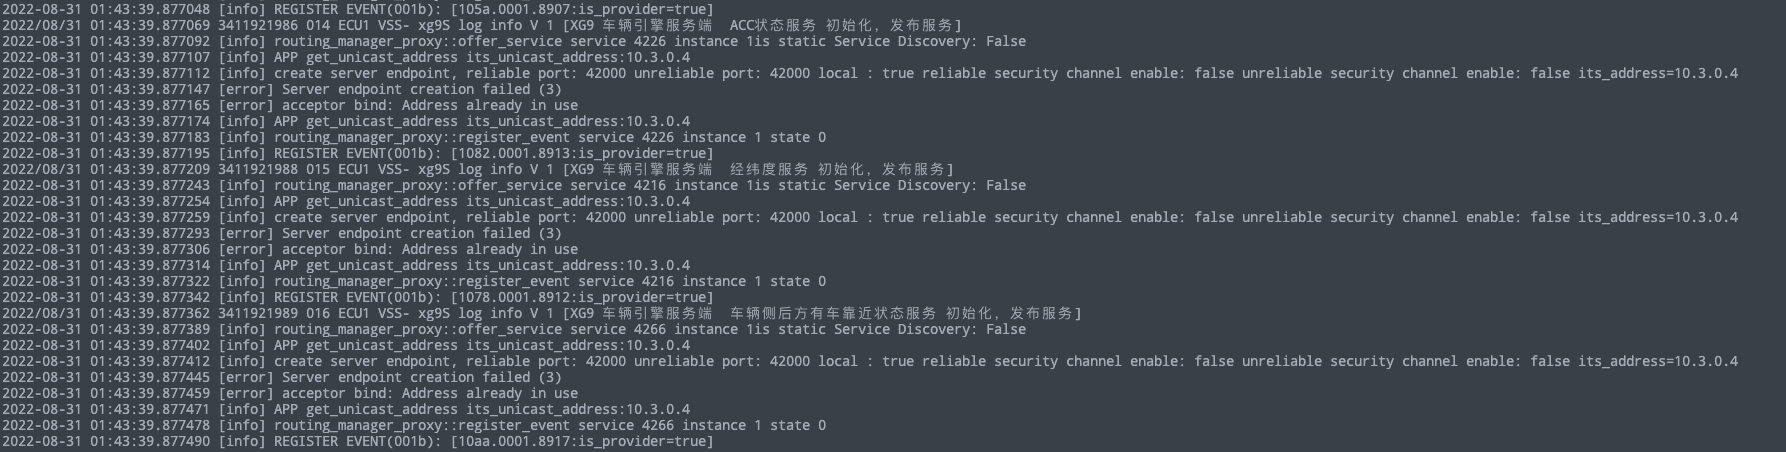 2022-08-31 01:43:39.877048 [info] REGISTER EVENT(001b): [105a.0001.8907:is_provider=true]
2022/08/31 01:43:39.877069 3411921986 014 ECU1 VSS- xg9S log info V 1 [XG9 车辆引擎服务端  ACC状态服务 初始化，发布服务]
2022-08-31 01:43:39.877092 [info] routing_manager_proxy::offer_service service 4226 instance 1is static Service Discovery: False
2022-08-31 01:43:39.877107 [info] APP get_unicast_address its_unicast_address:10.3.0.4
2022-08-31 01:43:39.877112 [info] create server endpoint, reliable port: 42000 unreliable port: 42000 local : true reliable security channel enable: false unreliable security channel enable: false its_address=10.3.0.4
2022-08-31 01:43:39.877147 [error] Server endpoint creation failed (3)
2022-08-31 01:43:39.877165 [error] acceptor bind: Address already in use
2022-08-31 01:43:39.877174 [info] APP get_unicast_address its_unicast_address:10.3.0.4
2022-08-31 01:43:39.877183 [info] routing_manager_proxy::register_event service 4226 instance 1 state 0
2022-08-31 01:43:39.877195 [info] REGISTER EVENT(001b): [1082.0001.8913:is_provider=true]
2022/08/31 01:43:39.877209 3411921988 015 ECU1 VSS- xg9S log info V 1 [XG9 车辆引擎服务端  经纬度服务 初始化，发布服务]
2022-08-31 01:43:39.877243 [info] routing_manager_proxy::offer_service service 4216 instance 1is static Service Discovery: False
2022-08-31 01:43:39.877254 [info] APP get_unicast_address its_unicast_address:10.3.0.4
2022-08-31 01:43:39.877259 [info] create server endpoint, reliable port: 42000 unreliable port: 42000 local : true reliable security channel enable: false unreliable security channel enable: false its_address=10.3.0.4
2022-08-31 01:43:39.877293 [error] Server endpoint creation failed (3)
2022-08-31 01:43:39.877306 [error] acceptor bind: Address already in use
2022-08-31 01:43:39.877314 [info] APP get_unicast_address its_unicast_address:10.3.0.4
2022-08-31 01:43:39.877322 [info] routing_manager_proxy::register_event service 4216 instance 1 state 0
2022-08-31 01:43:39.877342 [info] REGISTER EVENT(001b): [1078.0001.8912:is_provider=true]
2022/08/31 01:43:39.877362 3411921989 016 ECU1 VSS- xg9S log info V 1 [XG9 车辆引擎服务端  车辆侧后方有车靠近状态服务 初始化，发布服务]
2022-08-31 01:43:39.877389 [info] routing_manager_proxy::offer_service service 4266 instance 1is static Service Discovery: False
2022-08-31 01:43:39.877402 [info] APP get_unicast_address its_unicast_address:10.3.0.4
2022-08-31 01:43:39.877412 [info] create server endpoint, reliable port: 42000 unreliable port: 42000 local : true reliable security channel enable: false unreliable security channel enable: false its_address=10.3.0.4
2022-08-31 01:43:39.877445 [error] Server endpoint creation failed (3)
2022-08-31 01:43:39.877459 [error] acceptor bind: Address already in use
2022-08-31 01:43:39.877471 [info] APP get_unicast_address its_unicast_address:10.3.0.4
2022-08-31 01:43:39.877478 [info] routing_manager_proxy::register_event service 4266 instance 1 state 0
2022-08-31 01:43:39.877490 [info] REGISTER EVENT(001b): [10aa.0001.8917:is_provider=true]